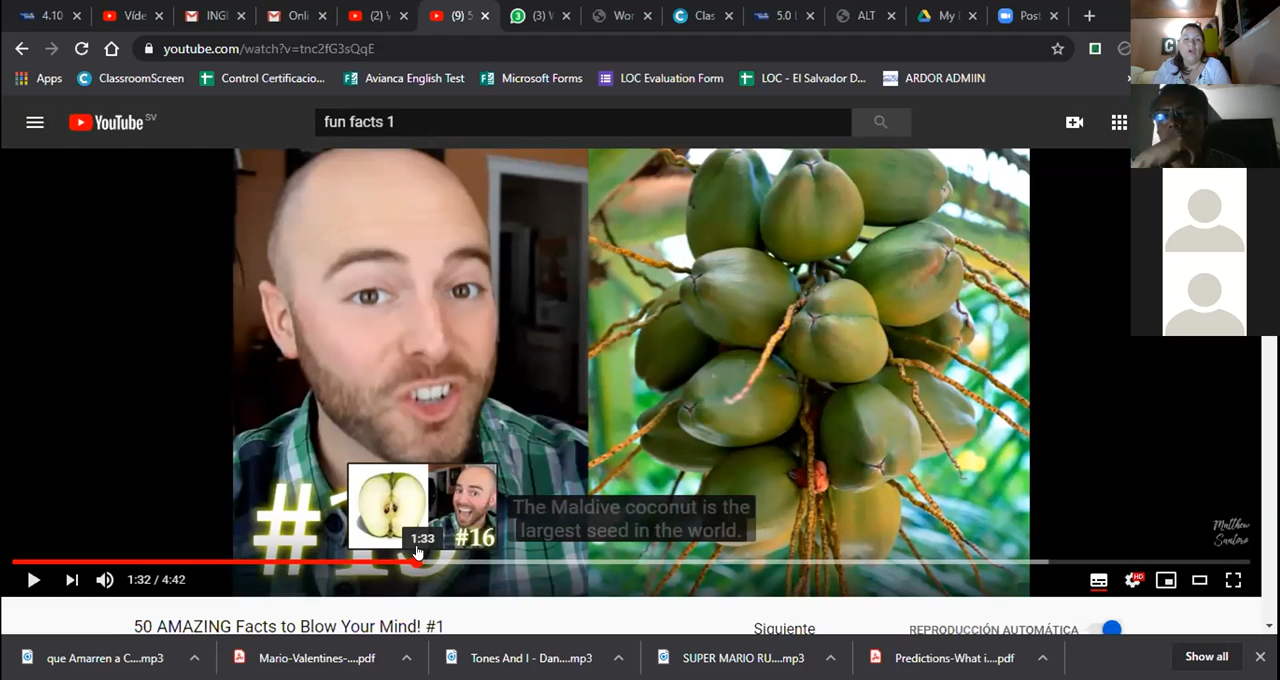 4.10
Víde
ING
Onli
(2) V
(9) 5
3
(3) W
Wor
Clas
5.0 I
ALT
My
Post
youtube.com/watch?v=tnc2fG3sQqE
Apps
ClassroomScreen
Control Certificacio...
Avianca English Test
Microsoft Forms
LOC Evaluation Form
LOC - El Salvador D...
ARDOR ADMIIN
YouTube SV
fun facts 1
The Maldive coconut is the
largest seed in the world.
#16
1:33
Matthew
Santoro
1:32 / 4:42
HD
50 AMAZING Facts to Blow Your Mind! #1
Siguiente
REPRODUCCIÓN AUTOMÁTICA
que Amarren a C....mp3
Mario-Valentines-....pdf
Tones And I - Dan....mp3
SUPER MARIO RU....mp3
Predictions-What i....pdf
Show all